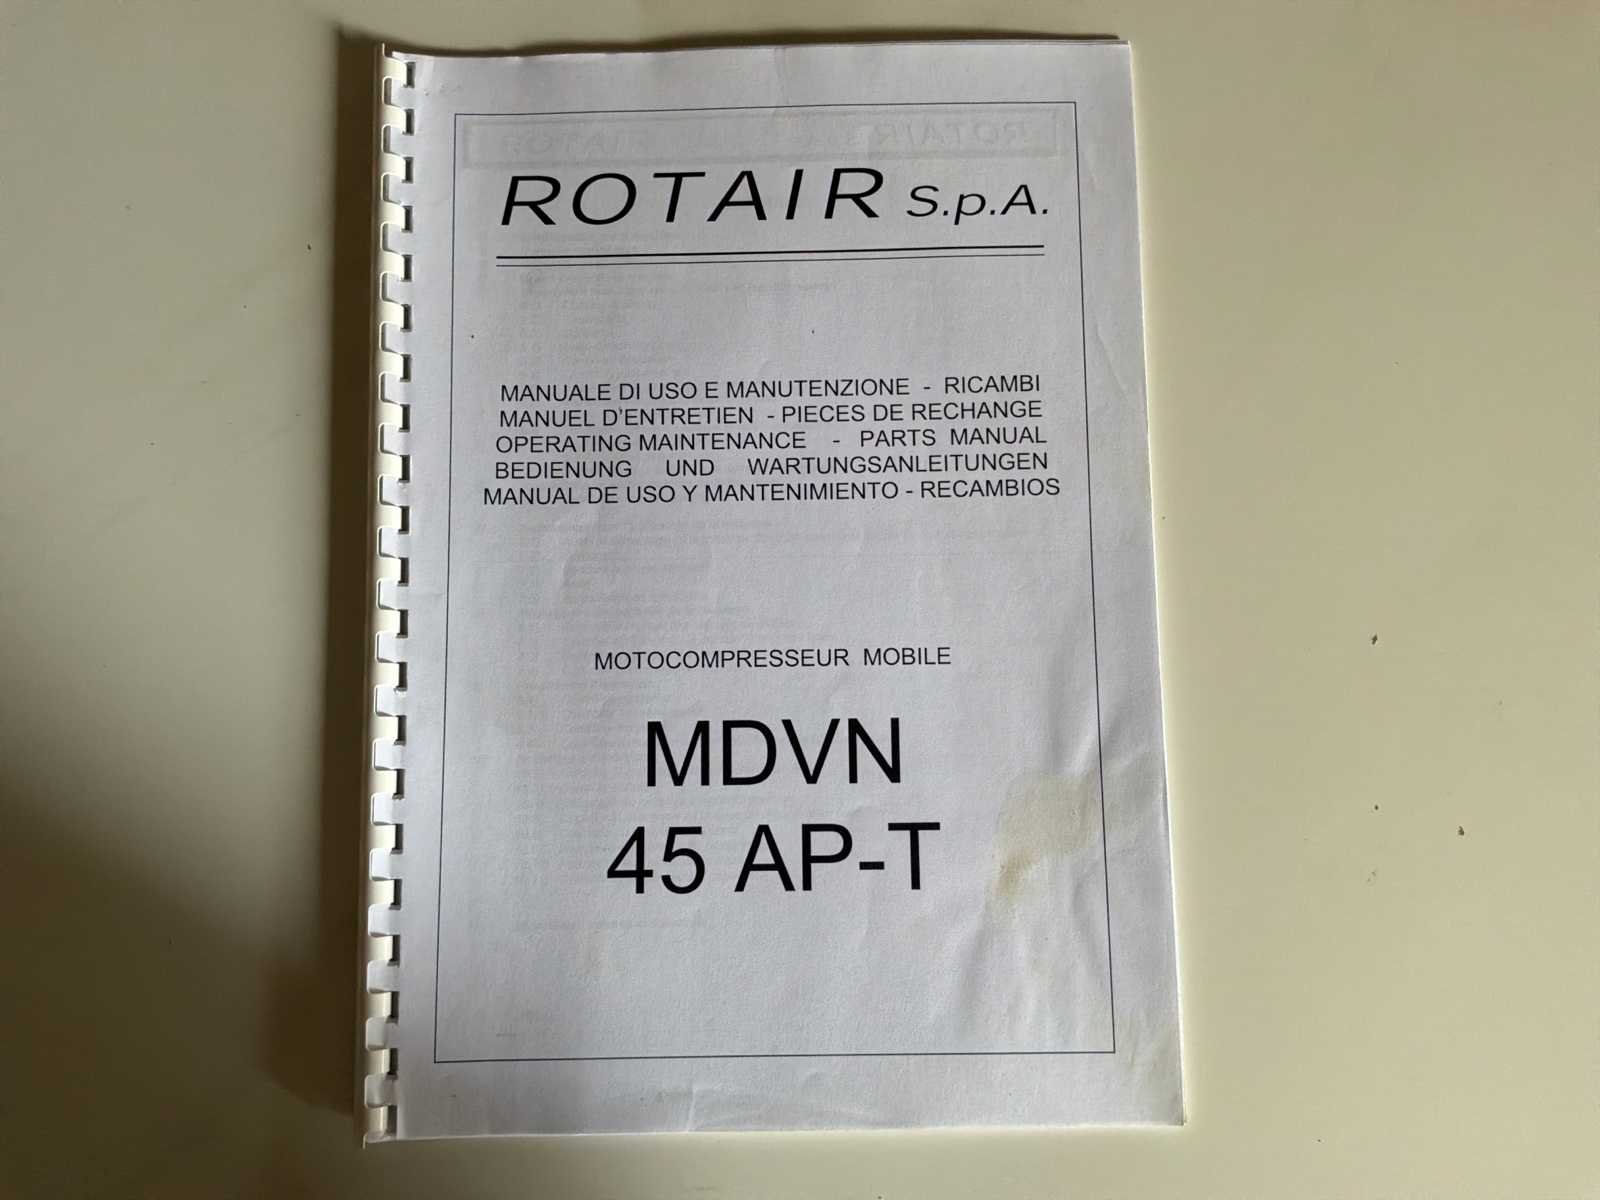 ROTAIR S.p.A.
MANUALE DI USO E MANUTENZIONE - RICAMBI
MANUEL D'ENTRETIEN - PIECES DE RECHANGE
OPERATING MAINTENANCE - PARTS MANUAL
BEDIENUNG UND WARTUNGSANLEITUNGEN
MANUAL DE USO Y MANTENIMIENTO - RECAMBIOS
MOTOCOMPRESSEUR MOBILE
MDVN
45 AP-T